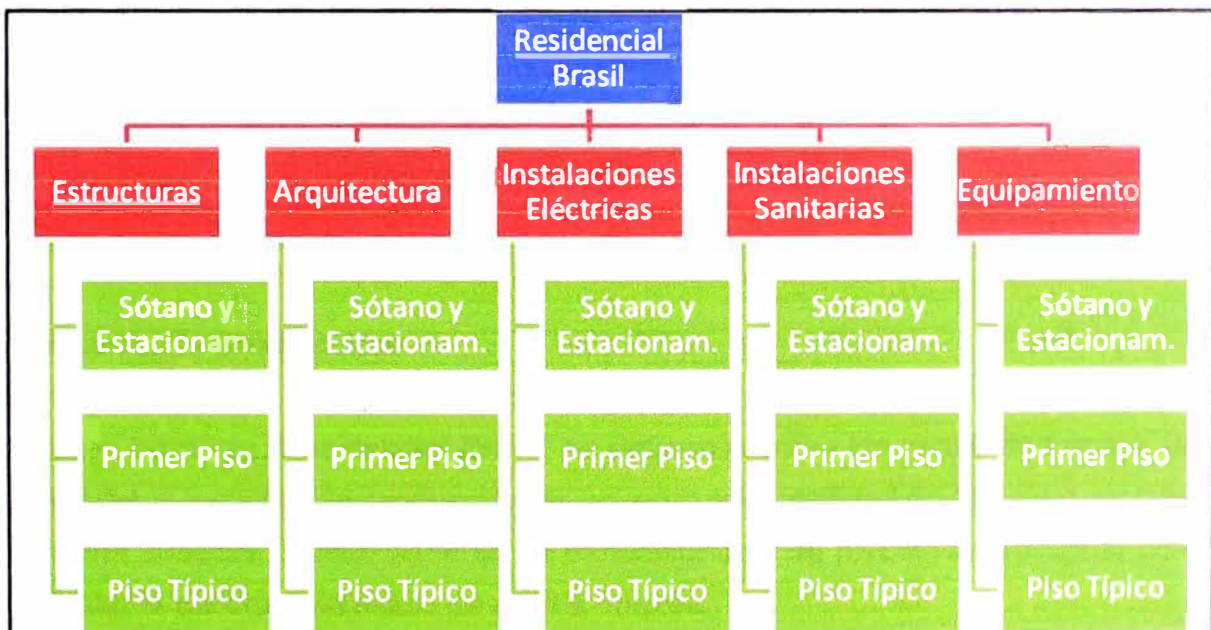 Residencial
Brasil
Estructuras
Arquitectura
Instalaciones
Eléctricas
Instalaciones
Sanitarias
Equipamiento
Sótano y
Estacionam.
Sótano y
Estacionam.
Sótano y
Estacionam.
Sótano y
Estacionam.
Sótano y
Estacionam.
Primer Piso
Primer Piso
Primer Piso
Primer Piso
Primer Piso
Piso Típico
Piso Típico
Piso Típico
Piso Típico
Piso Típico